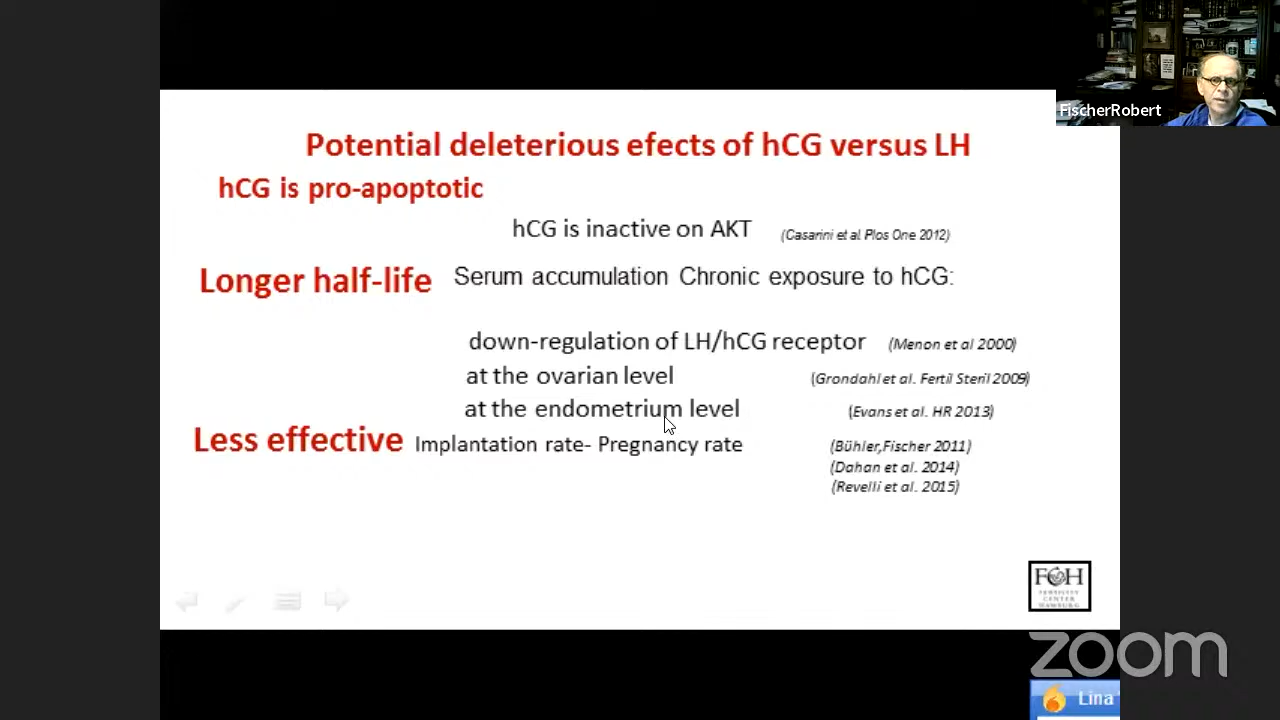 FischerRobert
Potential deleterious efects of hCG versus LH
hCG is pro-apoptotic
hCG is inactive on AKT (Casarini et al Plos One 2012)
Longer half-life Serum accumulation Chronic exposure to hCG:
down-regulation of LH/hCG receptor (Menon et al 2000)
at the ovarian level (Grondahl et al. Fertil Steril 2009)
at the endometrium level (Evans et al. HR 2013)
Less effective Implantation rate- Pregnancy rate (Bühler,Fischer 2011)
(Dahan et al. 2014)
(Revelli et al. 2015)
FCH
FERTILITY
CENTER
HAMBURG
zoom
Lina